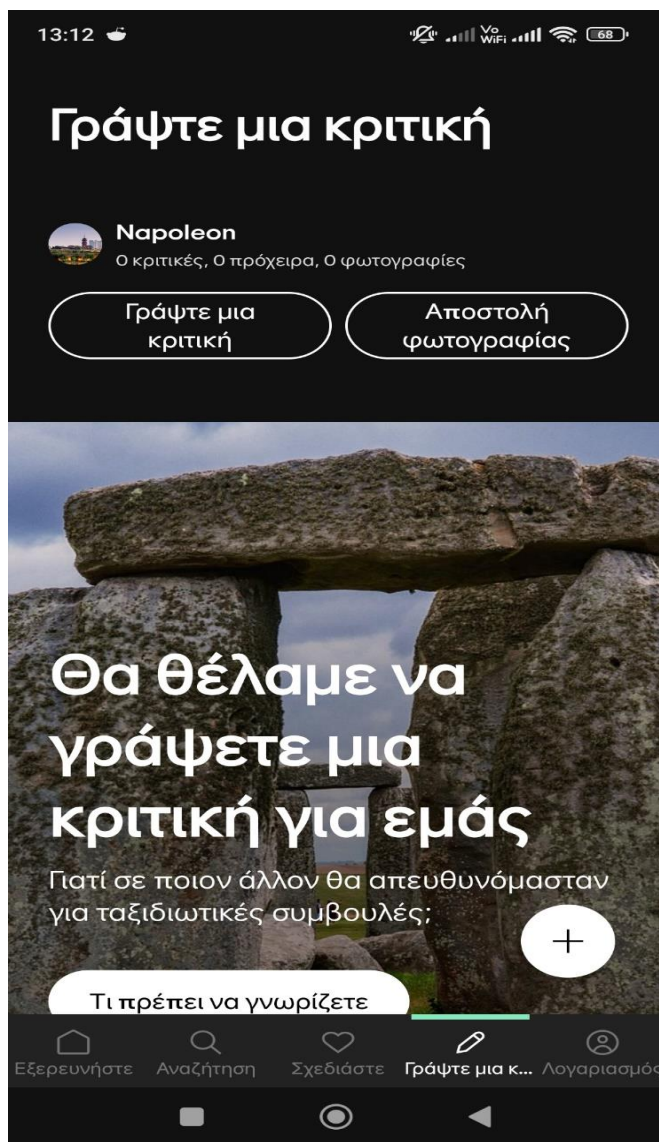 13:12
Vo
WiFi
68
Γράψτε μια κριτική
Napoleon
0 κριτικές, 0 πρόχειρα, 0 φωτογραφίες
Γράψτε μια
κριτική
Αποστολή
φωτογραφίας
Θα θέλαμε να
γράψετε μια
κριτική για εμάς
Γιατί σε ποιον άλλον θα απευθυνόμασταν
για ταξιδιωτικές συμβουλές;
Τι πρέπει να γνωρίζετε
Εξερευνήστε
Αναζήτηση
Σχεδιάστε
Γράψτε μια κ...
Λογαριασμός